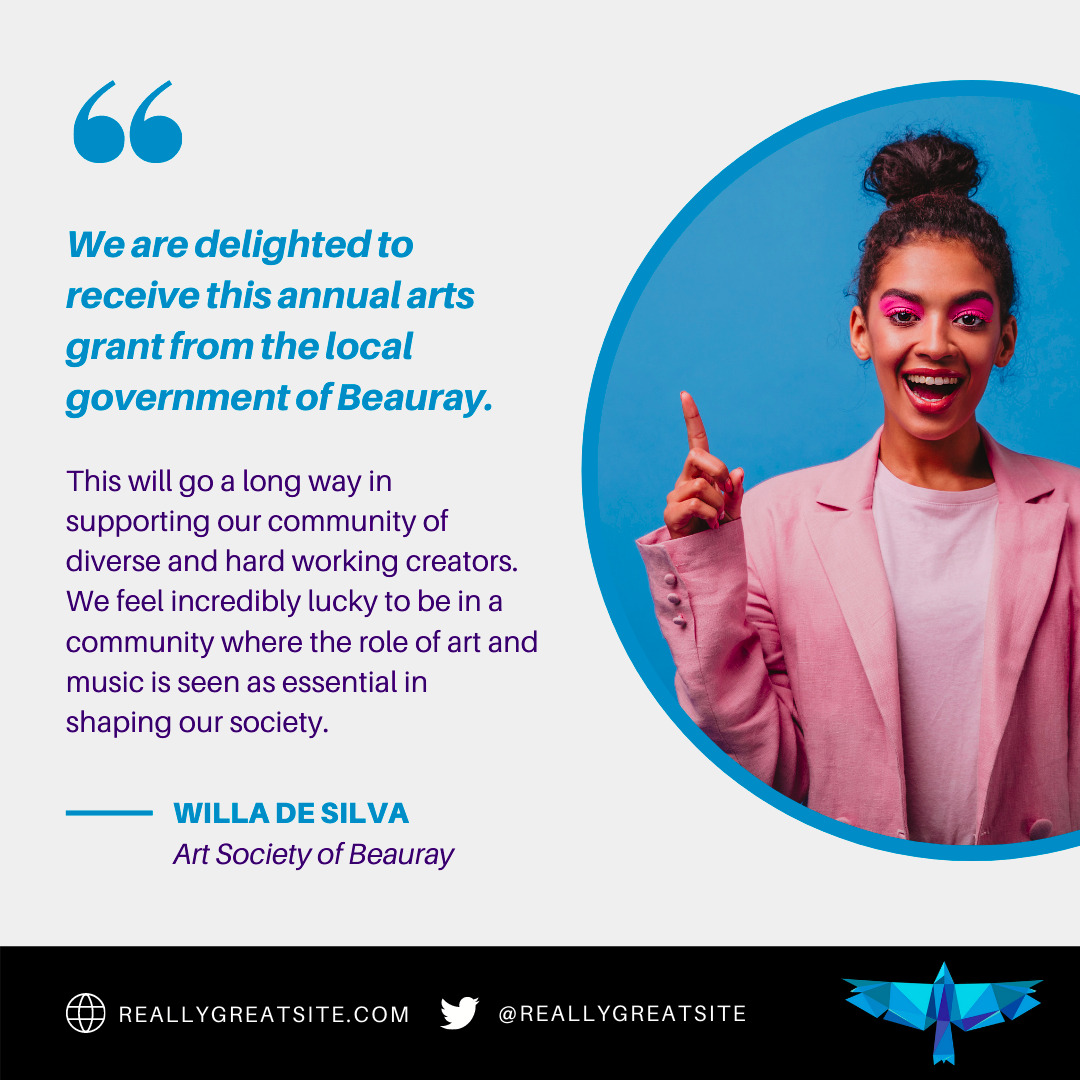 We are delighted to
receive this annual arts
grant from the local
government of Beauray.
This will go a long way in
supporting our community of
diverse and hard working creators.
We feel incredibly lucky to be in a
community where the role of art and
music is seen as essential in
shaping our society.
WILLA DE SILVA
Art Society of Beauray
REALLYGREATSITE.COM @REALLYGREATSITE